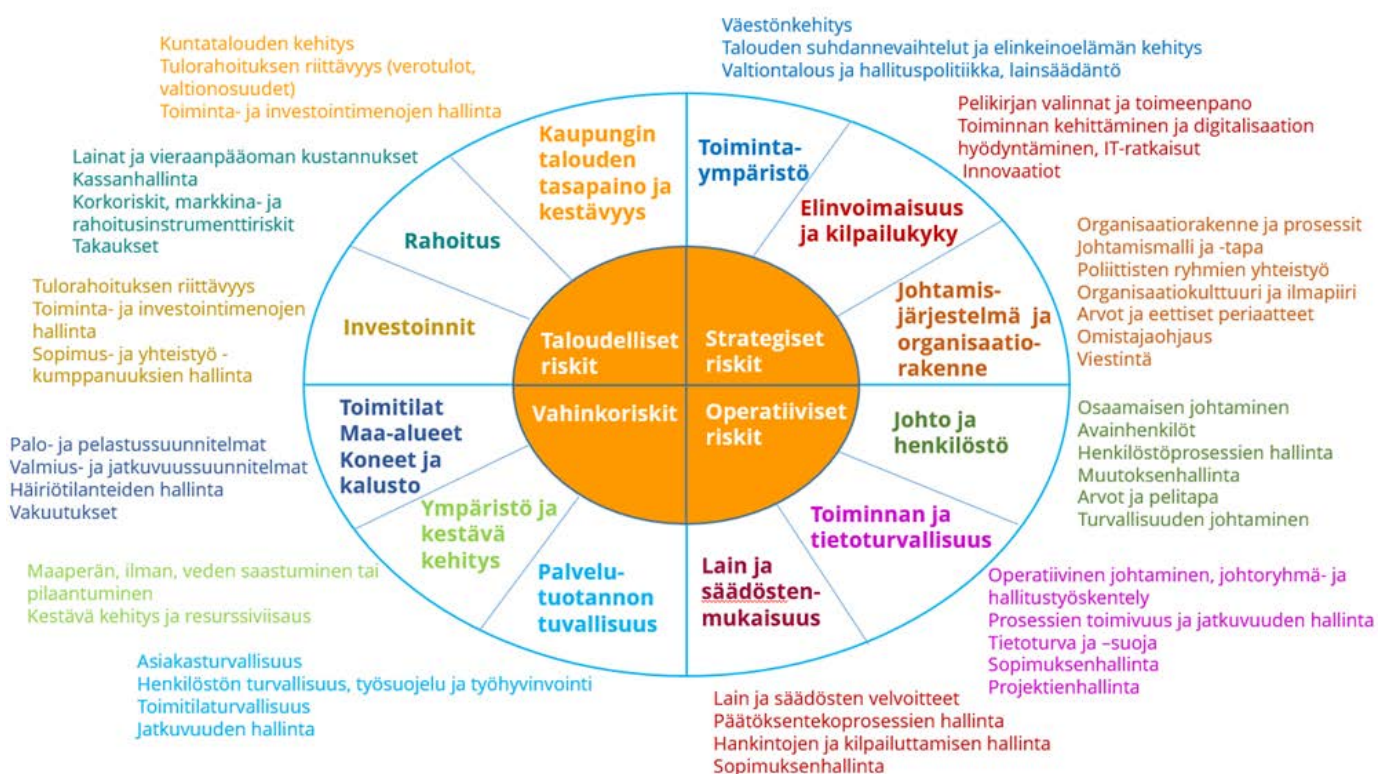 Kuntatalouden kehitys
Tulorahoituksen riittävyys (verotulot,
valtionosuudet)
Toiminta- ja investointimenojen hallinta
Väestönkehitys
Talouden suhdannevaihtelut ja elinkeinoelämän kehitys
Valtiontalous ja hallituspolitiikka, lainsäädäntö
Pelikirjan valinnat ja toimeenpano
Toiminnan kehittäminen ja digitalisaation
hyödyntäminen, IT-ratkaisut
Innovaatiot
Lainat ja vieraanpääoman kustannukset
Kassanhallinta
Korkoriskit, markkina- ja
rahoitusinstrumenttiriskit
Takaukset
Kaupungin
talouden
tasapaino ja
kestävyys
Toiminta-
ympäristö
Elinvoimaisuus
ja kilpailukyky
Rahoitus
Organisaatiorakenne ja prosessit
Johtamismalli ja -tapa
Poliittisten ryhmien yhteistyö
Organisaatiokulttuuri ja ilmapiiri
Arvot ja eettiset periaatteet
Omistajaohjaus
Viestintä
Tulorahoituksen riittävyys
Toiminta- ja investointimenojen
hallinta
Sopimus- ja yhteistyö -
kumppanuuksien hallinta
Investoinnit
Johtamis-
järjestelmä ja
organisaatio-
rakenne
Taloudelliset
riskit
Strategiset
riskit
Vahinkoriskit
Operatiiviset
riskit
Toimitilat
Maa-alueet
Koneet ja
kalusto
Johto ja
henkilöstö
Osaamaisen johtaminen
Avainhenkilöt
Henkilöstöprosessien hallinta
Muutoksenhallinta
Arvot ja pelitapa
Turvallisuuden johtaminen
Palo- ja pelastussuunnitelmat
Valmius- ja jatkuvuussuunnitelmat
Häiriötilanteiden hallinta
Vakuutukset
Ympäristö ja
kestävä
kehitys
Toiminnan ja
tietoturvallisuus
Palvelu-
tuotannon
tuvallisuus
Lain ja
säädösten-
mukaisuus
Maaperän, ilman, veden saastuminen tai
pilaantuminen
Kestävä kehitys ja resurssiviisaus
Operatiivinen johtaminen, johtoryhmä- ja
hallitustyöskentely
Prosessien toimivuus ja jatkuvuuden hallinta
Tietoturva ja –suoja
Sopimuksenhallinta
Projektienhallinta
Asiakasturvallisuus
Henkilöstön turvallisuus, työsuojelu ja työhyvinvointi
Toimitilaturvallisuus
Jatkuvuuden hallinta
Lain ja säädösten velvoitteet
Päätöksentekoprosessien hallinta
Hankintojen ja kilpailuttamisen hallinta
Sopimuksenhallinta